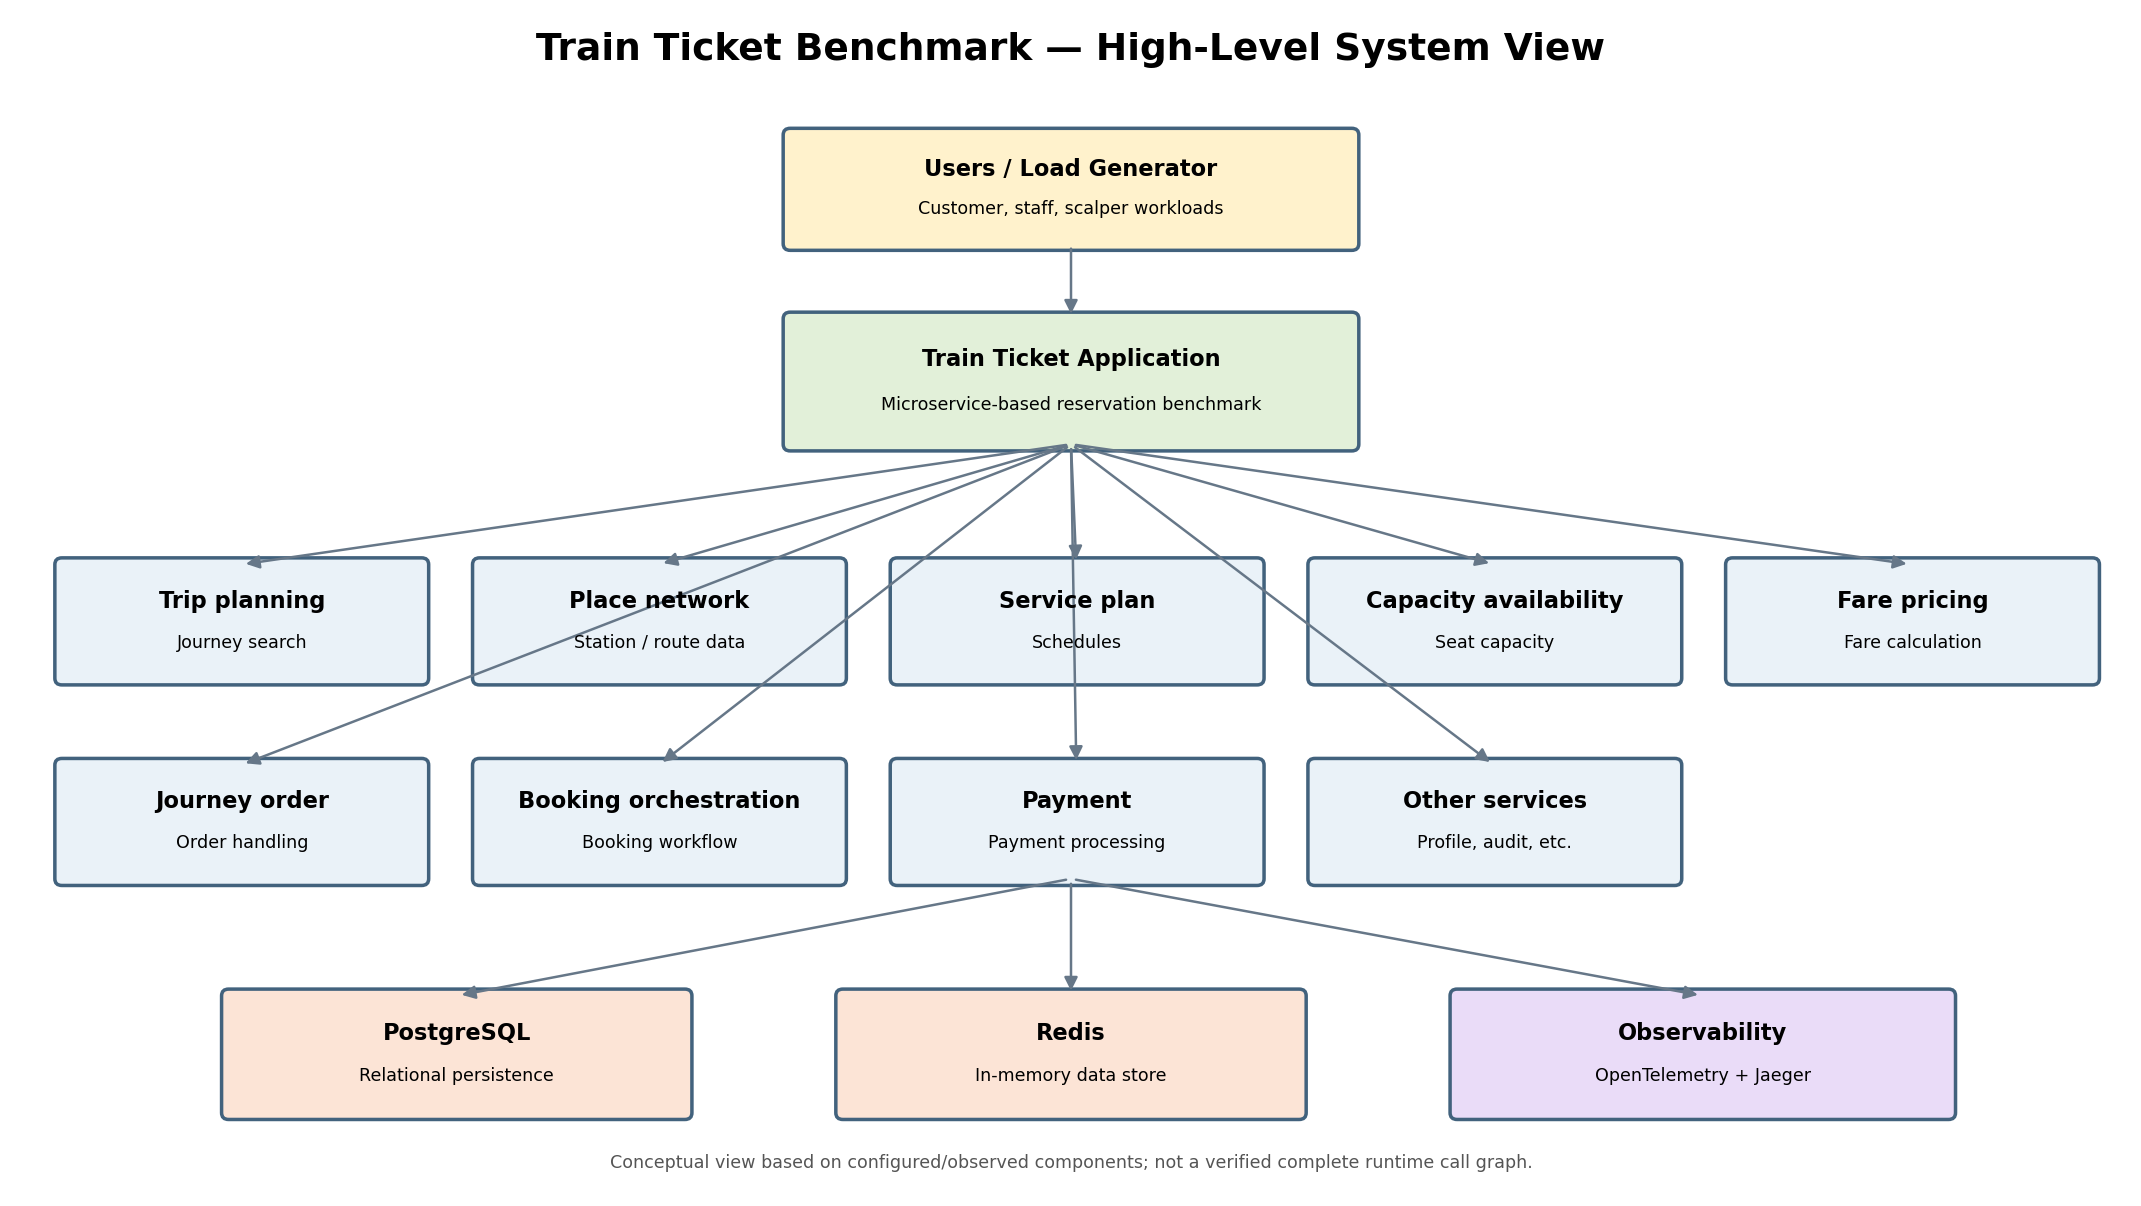 Train Ticket Benchmark — High-Level System View
Users / Load Generator
Customer, staff, scalper workloads
Train Ticket Application
Microservice-based reservation benchmark
Trip planning
Journey search
Place network
Station / route data
Service plan
Schedules
Capacity availability
Seat capacity
Fare pricing
Fare calculation
Journey order
Order handling
Booking orchestration
Booking workflow
Payment
Payment processing
Other services
Profile, audit, etc.
PostgreSQL
Relational persistence
Redis
In-memory data store
Observability
OpenTelemetry + Jaeger
Conceptual view based on configured/observed components; not a verified complete runtime call graph.